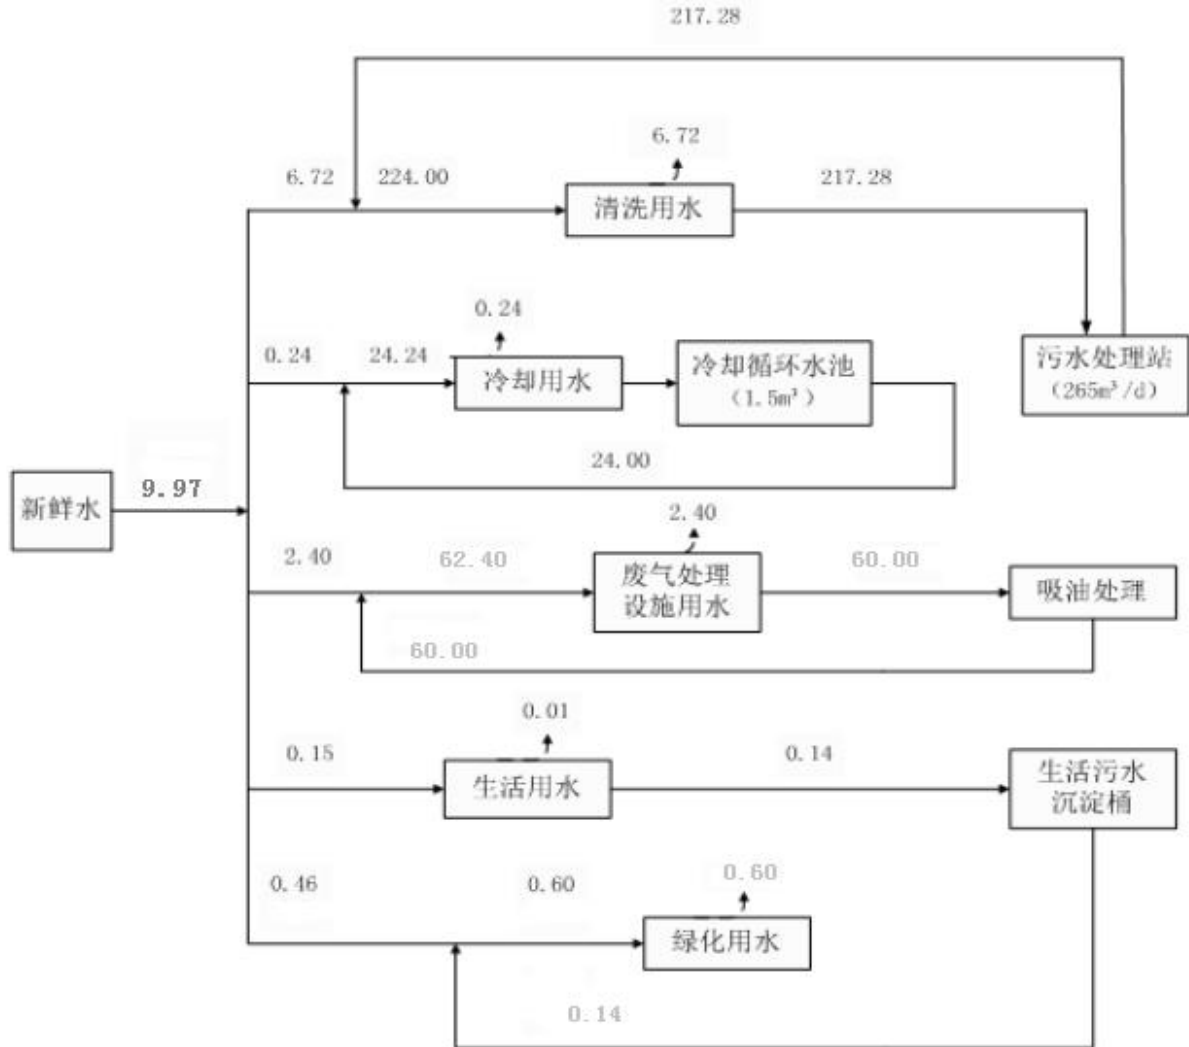 217.28
6.72
6.72
224.00
217.28
清洗用水
0.24
0.24
24.24
冷却用水
冷却循环水池
（1.5m³）
污水处理站
（265m³/d）
24.00
新鲜水
9.97
2.40
2.40
62.40
60.00
废气处理
设施用水
吸油处理
60.00
0.01
0.15
0.14
生活用水
生活污水
沉淀桶
0.46
0.60
0.60
绿化用水
0.14